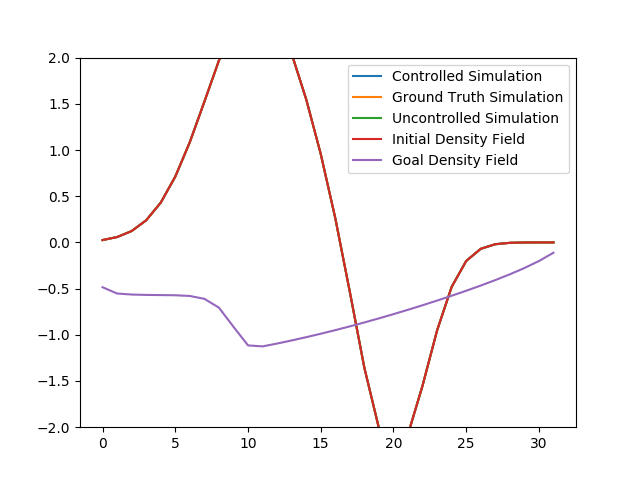 2.0
1.5
1.0
0.5
0.0
−0.5
−1.0
−1.5
−2.0
0 5 10 15 20 25 30
Controlled Simulation
Ground Truth Simulation
Uncontrolled Simulation
Initial Density Field
Goal Density Field